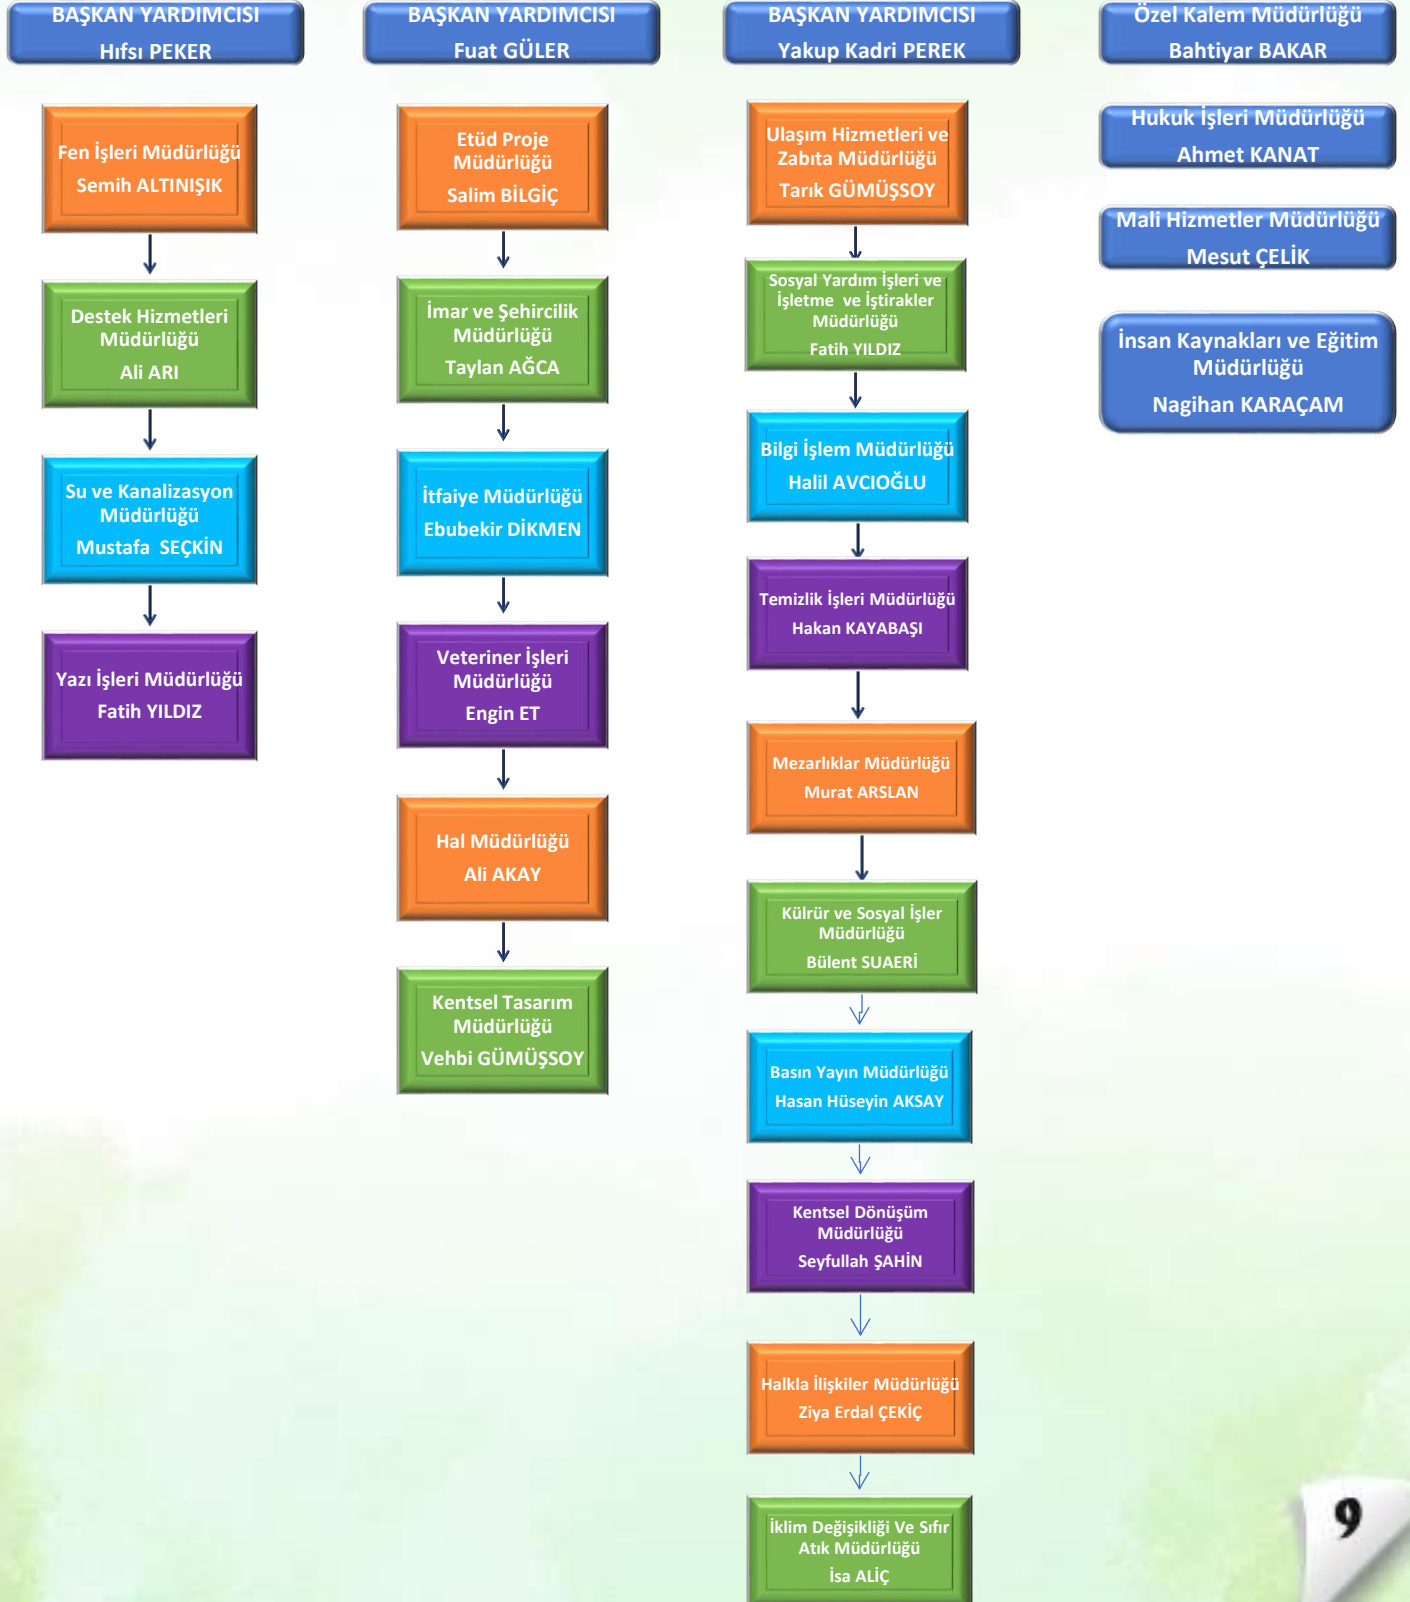 BAŞKAN YARDIMCISI
Hıfsı PEKER
Fen İşleri Müdürlüğü
Semih ALTINIŞIK
Destek Hizmetleri
Müdürlüğü
Ali ARI
Su ve Kanalizasyon
Müdürlüğü
Mustafa SEÇKİN
Yazı İşleri Müdürlüğü
Fatih YILDIZ
BAŞKAN YARDIMCISI
Fuat GÜLER
Etüd Proje
Müdürlüğü
Salim BİLGİÇ
İmar ve Şehircilik
Müdürlüğü
Taylan AĞCA
İtfaiye Müdürlüğü
Ebubekir DİKMEN
Veteriner İşleri
Müdürlüğü
Engin ET
Hal Müdürlüğü
Ali AKAY
Kentsel Tasarım
Müdürlüğü
Vehbi GÜMÜŞSOY
BAŞKAN YARDIMCISI
Yakup Kadri PEREK
Ulaşım Hizmetleri ve
Zabıta Müdürlüğü
Tarık GÜMÜŞSOY
Sosyal Yardım İşleri ve
İşletme ve İştirakler
Müdürlüğü
Fatih YILDIZ
Bilgi İşlem Müdürlüğü
Halil AVCIOĞLU
Temizlik İşleri Müdürlüğü
Hakan KAYABAŞI
Mezarlıklar Müdürlüğü
Murat ARSLAN
Külrür ve Sosyal İşler
Müdürlüğü
Bülent SUAERİ
Basın Yayın Müdürlüğü
Hasan Hüseyin AKSAY
Kentsel Dönüşüm
Müdürlüğü
Seyfullah ŞAHİN
Halkla İlişkiler Müdürlüğü
Ziya Erdal ÇEKİÇ
İklim Değişikliği Ve Sıfır
Atık Müdürlüğü
İsa ALİÇ
Özel Kalem Müdürlüğü
Bahtiyar BAKAR
Hukuk İşleri Müdürlüğü
Ahmet KANAT
Mali Hizmetler Müdürlüğü
Mesut ÇELİK
İnsan Kaynakları ve Eğitim
Müdürlüğü
Nagihan KARAÇAM
9